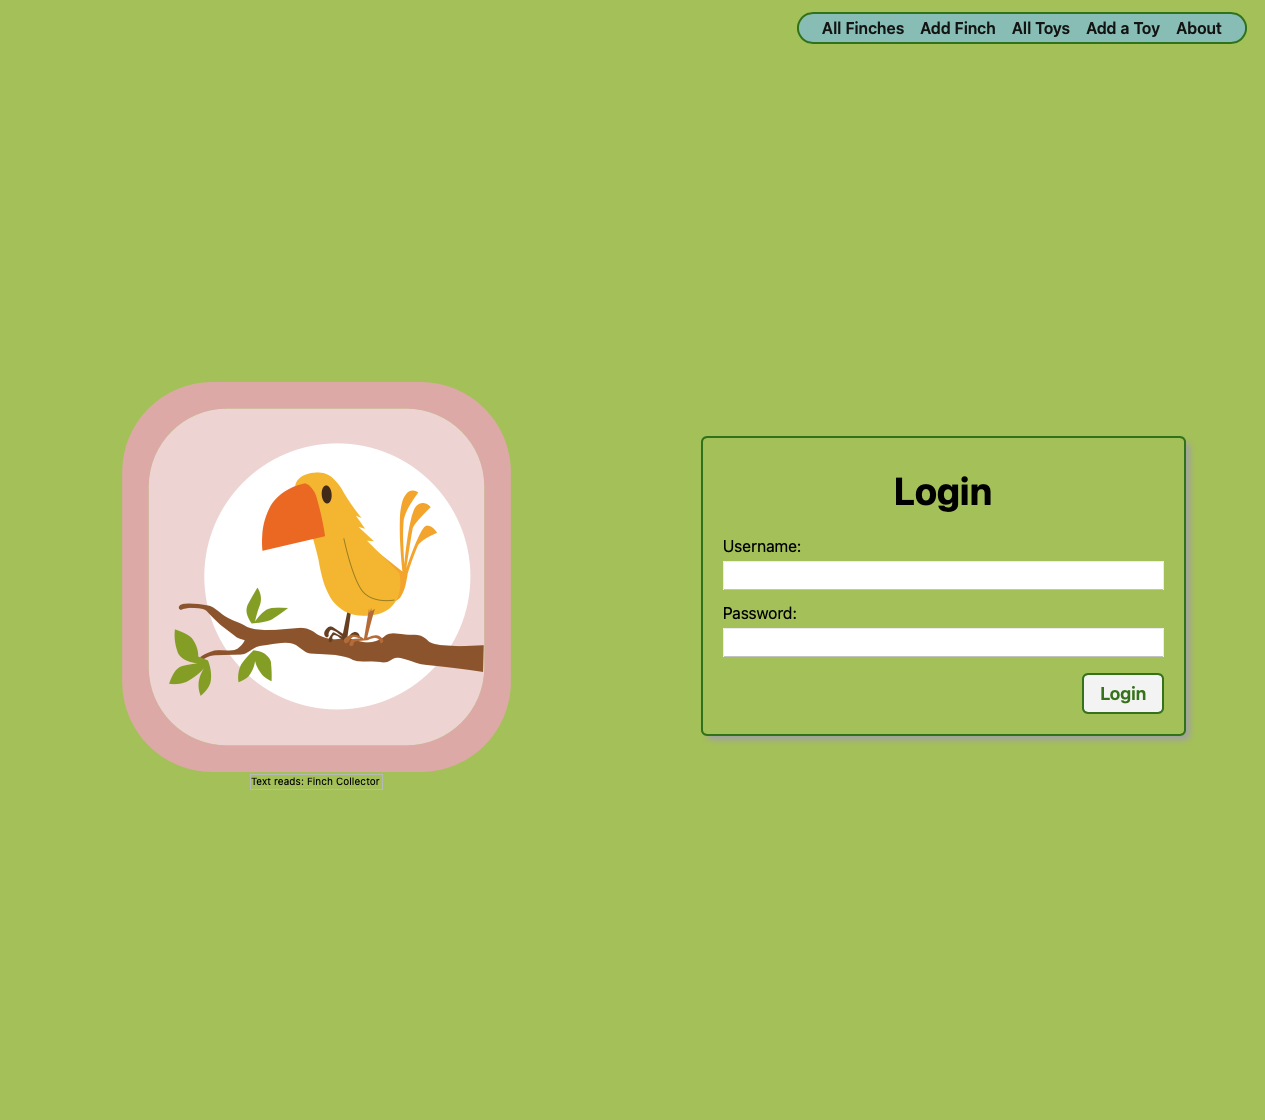 All Finches Add Finch All Toys Add a Toy About
Login
Username:
Password:
Login
Text reads: Finch Collector